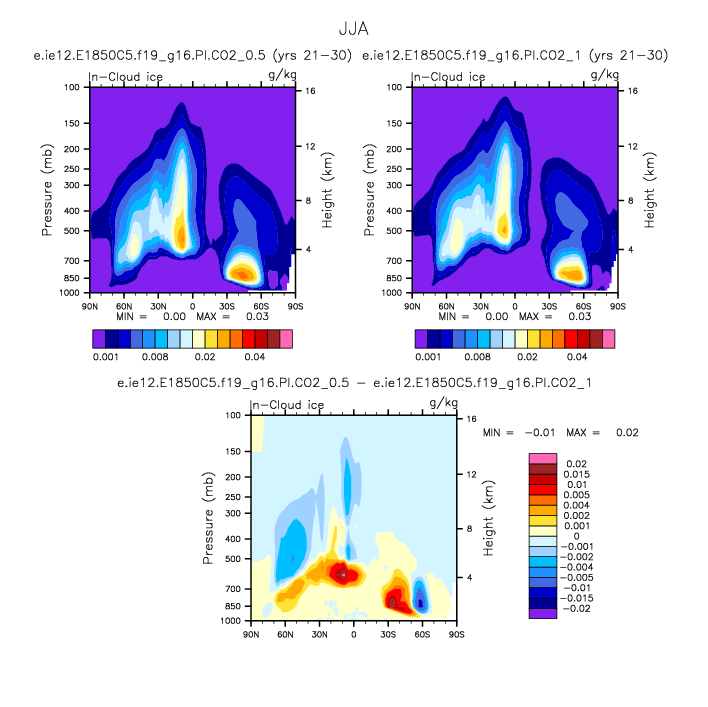 JJA
e.ie12.E1850C5.f19_g16.PI.CO2_0.5 (yrs 21-30) e.ie12.E1850C5.f19_g16.PI.CO2_1 (yrs 21-30)
In-Cloud ice g/kg In-Cloud ice g/kg
100 16 100 16
150 12 150 12
200 200
250 250
300 8 300 8
400 400
500 4 500 4
700 700
850 850
1000 1000
Pressure (mb) Height (km) Pressure (mb) Height (km)
90N 60N 30N 0 30S 60S 90S 90N 60N 30N 0 30S 60S 90S
MIN = 0.00 MAX = 0.03 MIN = 0.00 MAX = 0.03
0.001 0.008 0.02 0.04 0.001 0.008 0.02 0.04
e.ie12.E1850C5.f19_g16.PI.CO2_0.5 - e.ie12.E1850C5.f19_g16.PI.CO2_1
In-Cloud ice g/kg
MIN = -0.01 MAX = 0.02
100 16
150 12
200
250
300 8
400
500 4
700
850
1000
Pressure (mb) Height (km)
90N 60N 30N 0 30S 60S 90S
0.02
0.015
0.01
0.005
0.004
0.002
0.001
0
-0.001
-0.002
-0.004
-0.005
-0.01
-0.015
-0.02